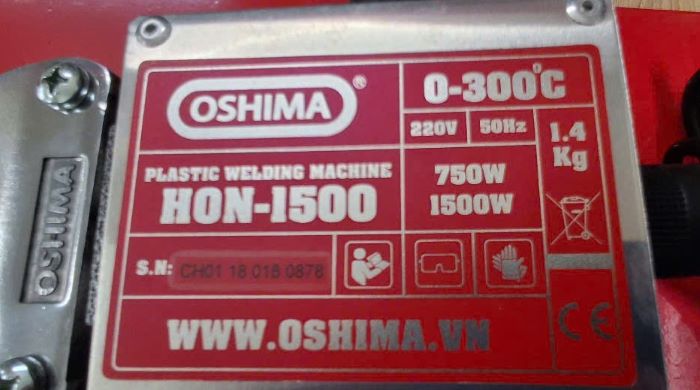 OSHIMA
OSHIMA®
0-300°C
220V
50Hz
1.4
Kg
PLASTIC WELDING MACHINE
HON-1500
750W
1500W
S.N: CH01 18 018 0878
CE
WWW.OSHIMA.VN